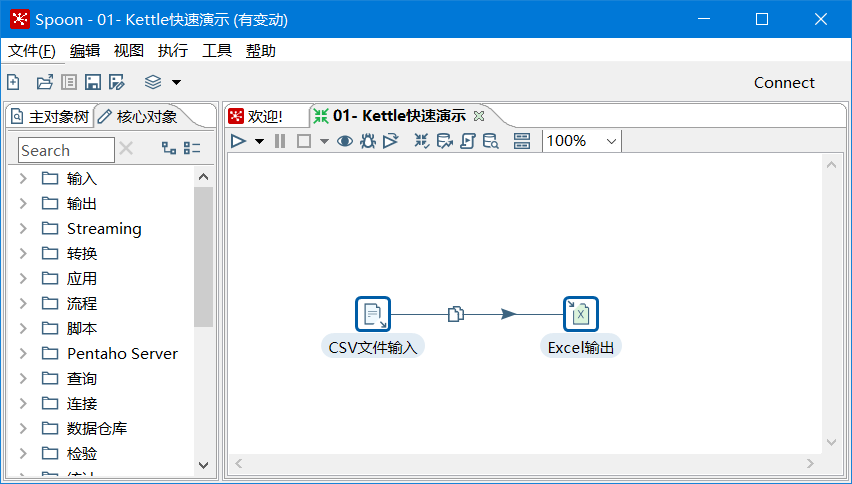 Spoon - 01- Kettle快速演示 (有变动)
文件(F) 编辑 视图 执行 工具 帮助
Connect
主对象树 核心对象
欢迎! 01- Kettle快速演示
Search
100%
输入
输出
Streaming
转换
应用
流程
脚本
Pentaho Server
查询
连接
数据仓库
检验
CSV文件输入 Excel输出